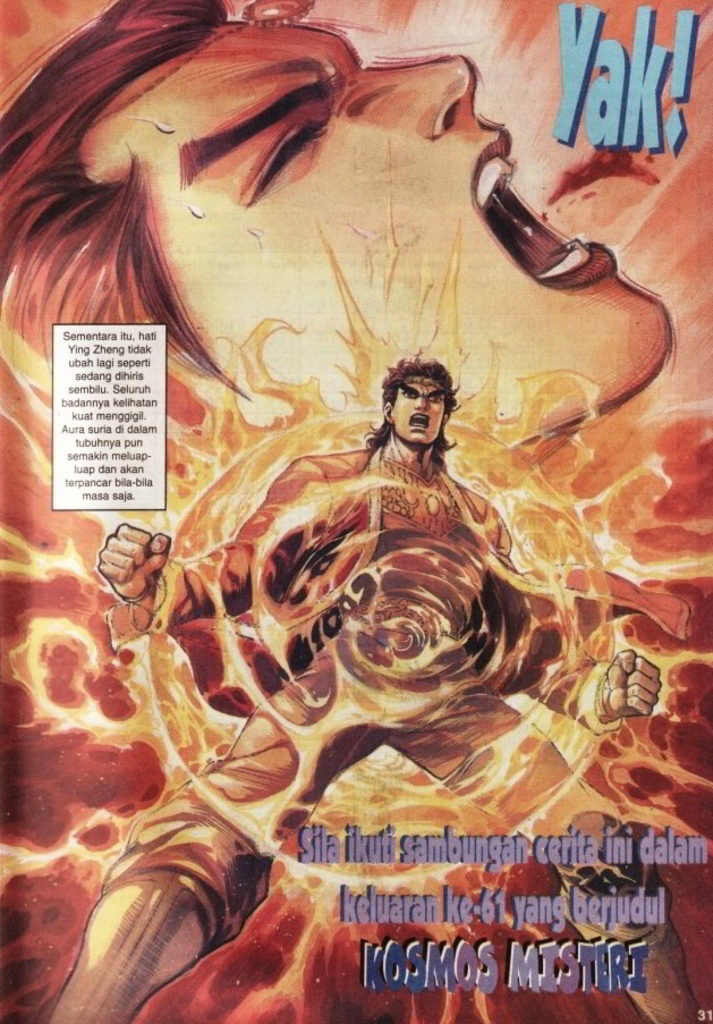 Yak!
Sementara itu, hati
Ying Zheng tidak
ubah lagi seperti
sedang dihiris
sembilu. Seluruh
badannya kelihatan
kuat menggigil.
Aura suria di dalam
tubuhnya pun
semakin meluap-
luap dan akan
terpancar bila-bila
masa saja.
Sila ikuti sambungan cerita ini dalam
keluaran ke-61 yang berjudul
KOSMOS MISTERI
31